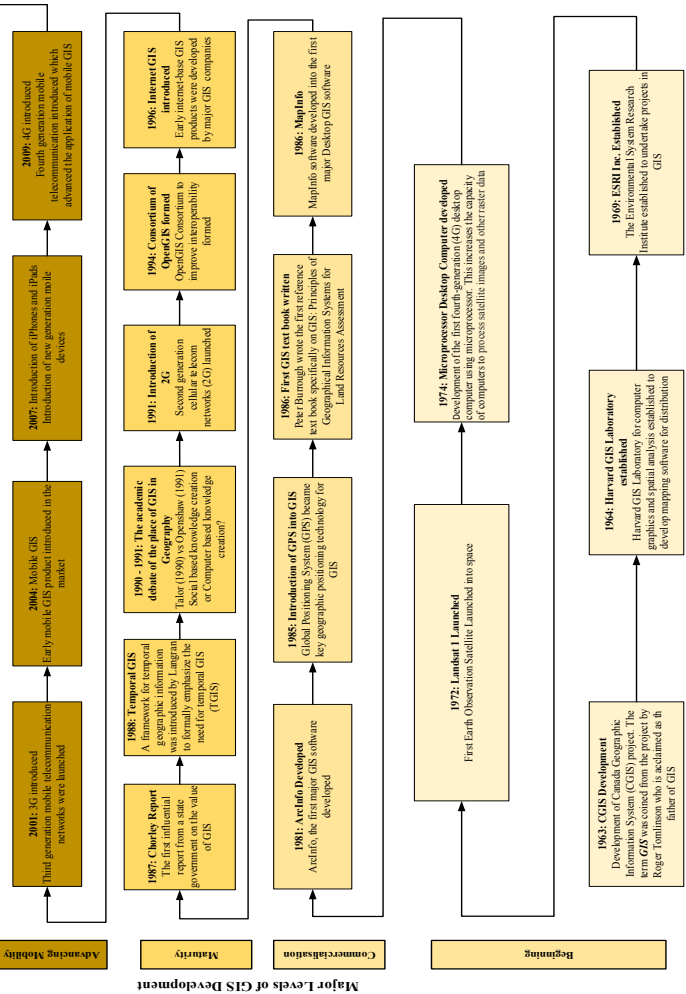 Major Levels of GIS Development
Advancing Mobility
2001: 3G introduced
Third generation mobile telecommunication
networks were launched
2004: Mobile GIS
Early mobile GIS product introduced in the
market
2007: Introduction of iPhones and iPads
Introduction of new generation moile
devices
2009: 4G introduced
Fourth generation mobile
telecommunication introduced which
advanced the application of mobile GIS
Maturity
1987: Chorley Report
The first influential
report from a state
government on the value
of GIS
1988: Temporal GIS
A framework for temporal
geographic information
was introduced by Langran
to formally emphasize the
need for temporal GIS
(TGIS)
1990 - 1991: The academic
debate of the place of GIS in
Geography
Talor (1990) vs Openshaw (1991)
Social based knowledge creation
or Computer based knowledge
creation?
1991: Introduction of
2G
Second generation
cellular telecom
networks (2G) launched
1994: Consortium of
OpenGIS formed
OpenGIS Consortium to
improve interoperability
formed
1996: Internet GIS
introduced
Early internet-base GIS
products were developed
by major GIS companies
Commercialisation
1981: ArcInfo Developed
ArcInfo, the first major GIS software
developed
1985: Introduction of GPS into GIS
Global Positioning System (GPS) became
key geographic positioning technology for
GIS
1986: First GIS text book written
Peter Burrough wrote the first reference
text book specifically on GIS: Principles of
Geographical Information Systems for
Land Resources Assessment
1986: MapInfo
MapInfo software developed into the first
major Desktop GIS software
Beginning
1972: Landsat 1 Launched
First Earth Observation Satellite Launched into space
1974: Microprocessor Desktop Computer developed
Development of the first fourth-generation (4G) desktop
computer using microprocessor. This increases the capacity
of computers to process satellite images and other raster data
1963: CGIS Development
Development of Canada Geographic
Information System (CGIS) project. The
term GIS was coined from the project by
Roger Tomlinson who is acclaimed as th
father of GIS
1964: Harvard GIS Laboratory
established
Harvard GIS Laboratory for computer
graphics and spatial analysis established to
develop mapping software for distribution
1969: ESRI Inc. Established
The Environmental System Research
Institute established to undertake projects in
GIS